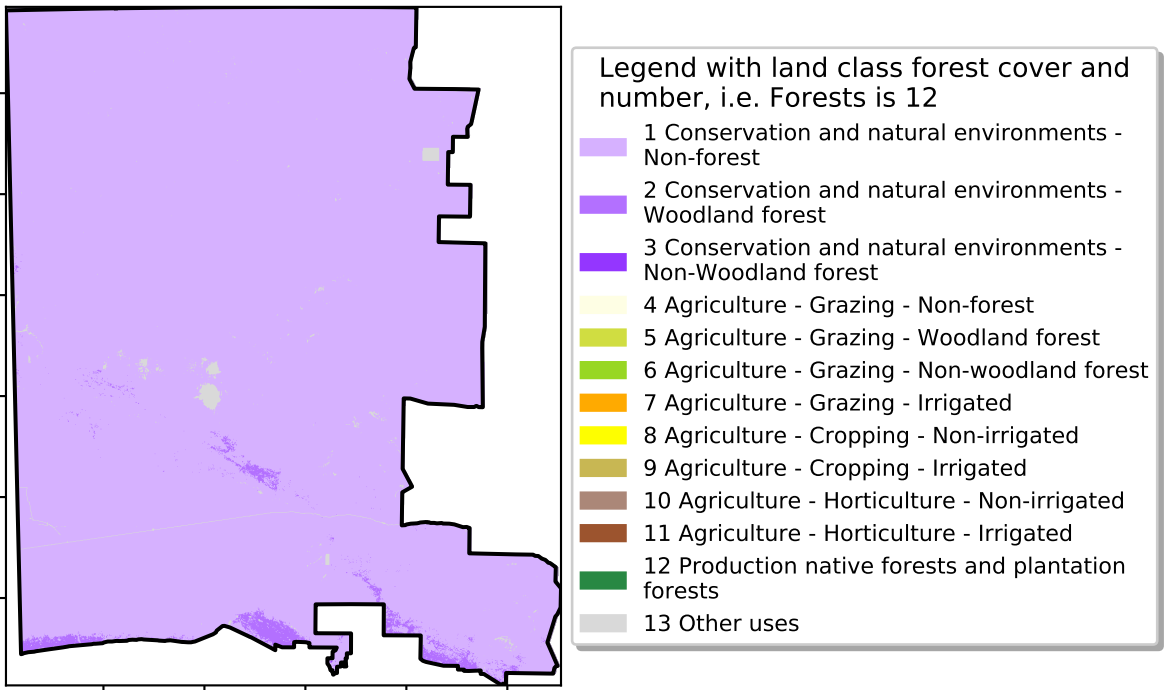 Legend with land class forest cover and
number, i.e. Forests is 12
1 Conservation and natural environments -
Non-forest
2 Conservation and natural environments -
Woodland forest
3 Conservation and natural environments -
Non-Woodland forest
4 Agriculture - Grazing - Non-forest
5 Agriculture - Grazing - Woodland forest
6 Agriculture - Grazing - Non-woodland forest
7 Agriculture - Grazing - Irrigated
8 Agriculture - Cropping - Non-irrigated
9 Agriculture - Cropping - Irrigated
10 Agriculture - Horticulture - Non-irrigated
11 Agriculture - Horticulture - Irrigated
12 Production native forests and plantation
forests
13 Other uses